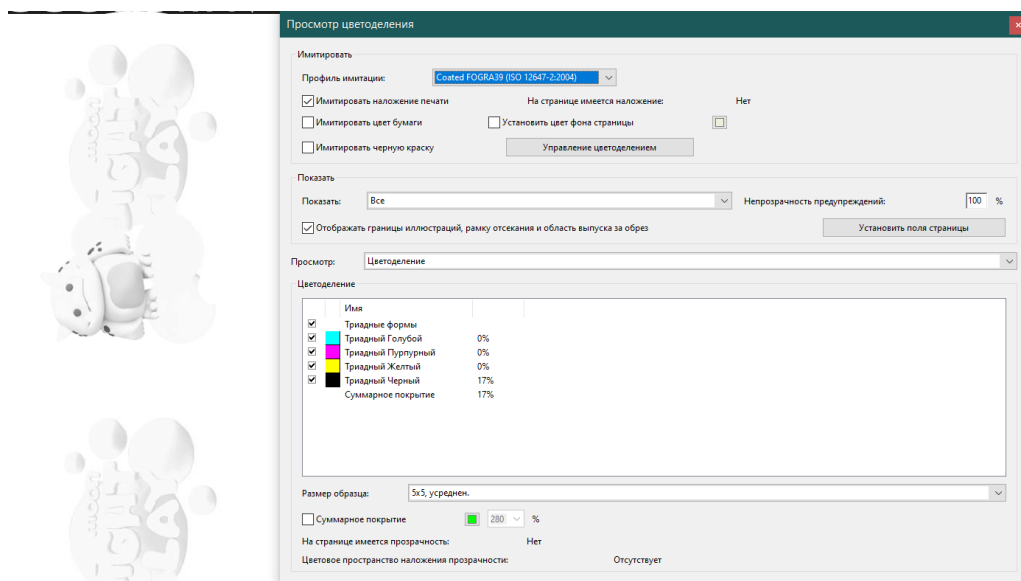 Просмотр цветоделения
Имитировать
Профиль имитации: Coated FOGRA39 (ISO 12647-2:2004)
Имитировать наложение печати На странице имеется наложение: Нет
Имитировать цвет бумаги Установить цвет фона страницы
Имитировать черную краску Управление цветоделением
Показать
Показать: Все Непрозрачность предупреждений: 100 %
Отображать границы иллюстраций, рамку отсекания и область выпуска за обрез Установить поля страницы
Просмотр: Цветоделение
Цветоделение
Имя
Триадные формы
Триадный Голубой 0%
Триадный Пурпурный 0%
Триадный Желтый 0%
Триадный Черный 17%
Суммарное покрытие 17%
Размер образца: 5x5, усреднен.
Суммарное покрытие 280 %
На странице имеется прозрачность: Нет
Цветовое пространство наложения прозрачности: Отсутствует
moon
LIGHT
moon
LIGHT